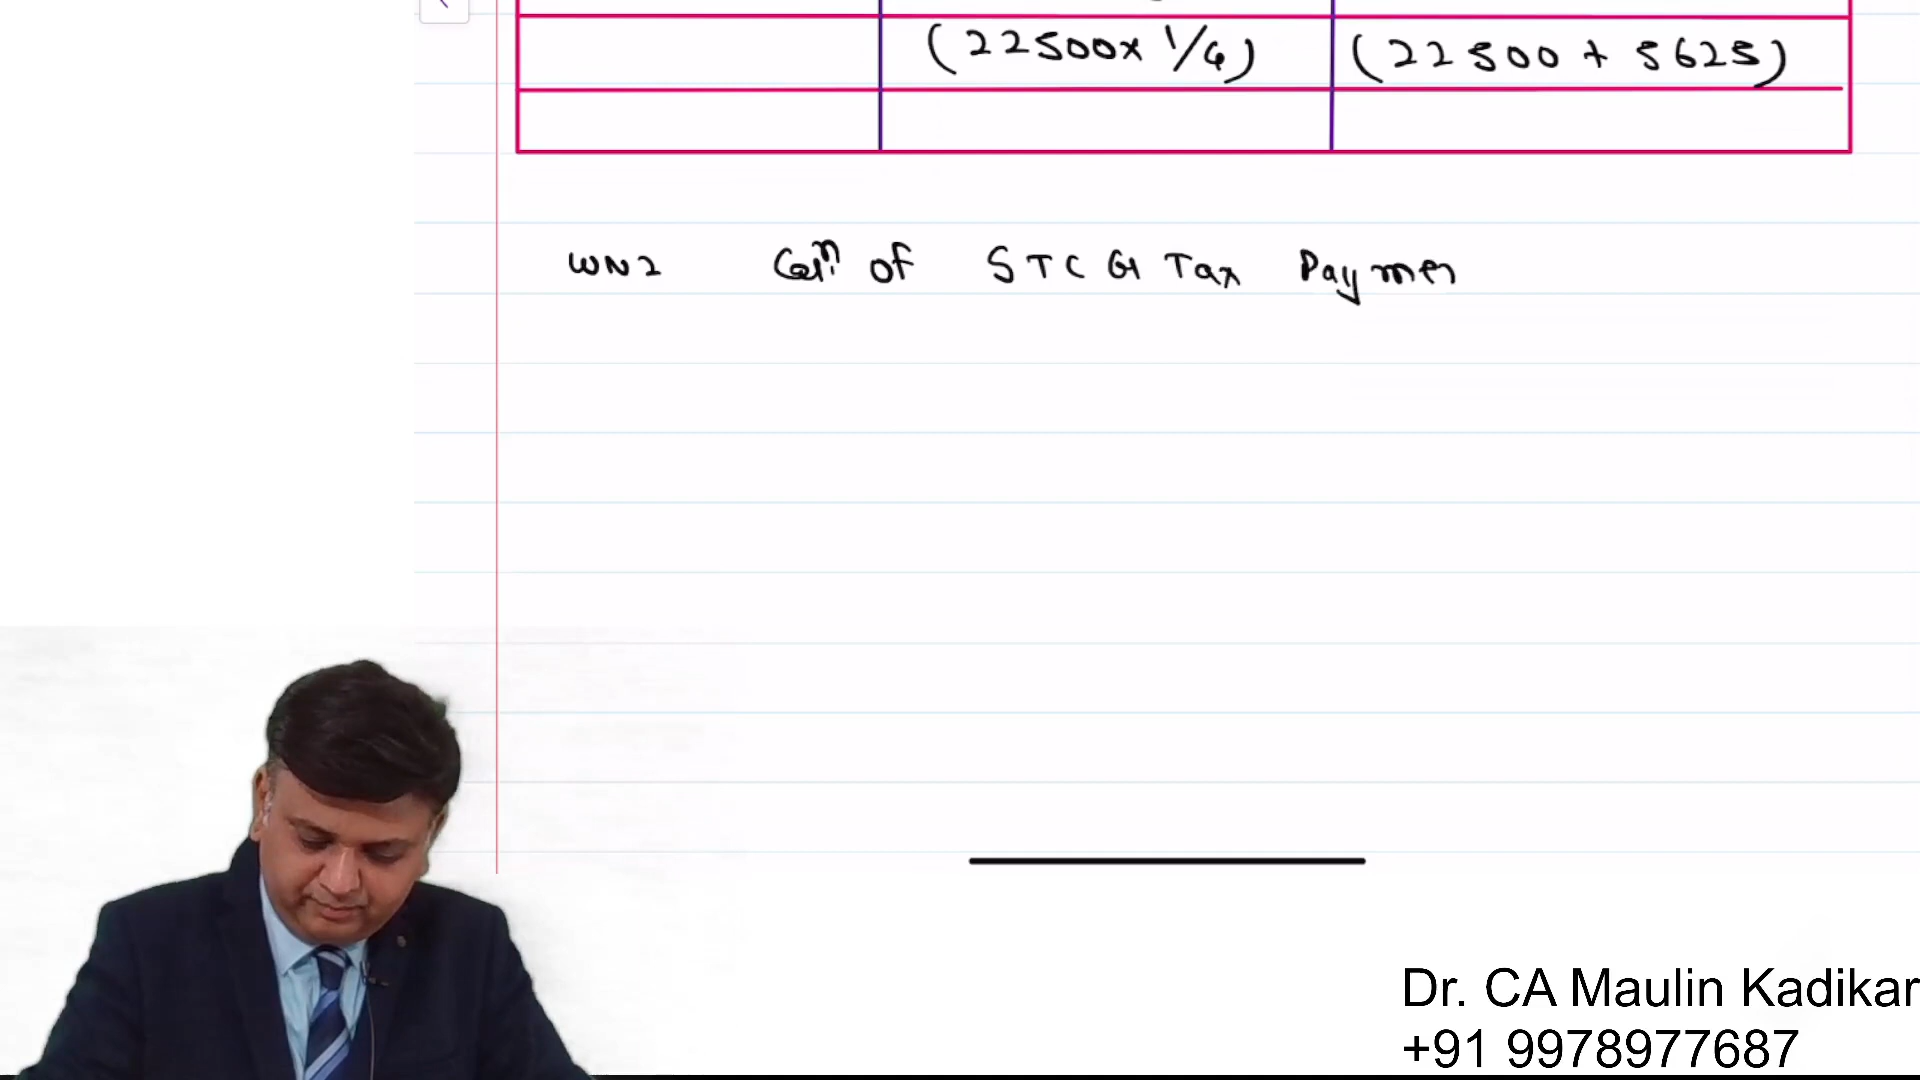 (22500x 1/4) (22500 + 5625)
WN2 Calⁿ of STCG Tax Paymen
Dr. CA Maulin Kadikar
+91 9978977687